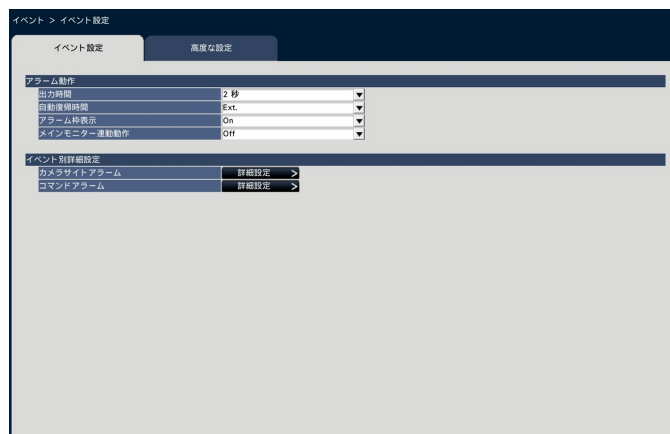 イベント > イベント設定
イベント設定 高度な設定
アラーム動作
出力時間 2 秒
自動復帰時間 Ext.
アラーム枠表示 On
メインモニター連動動作 Off
イベント別詳細設定
カメラサイトアラーム 詳細設定 >
コマンドアラーム 詳細設定 >